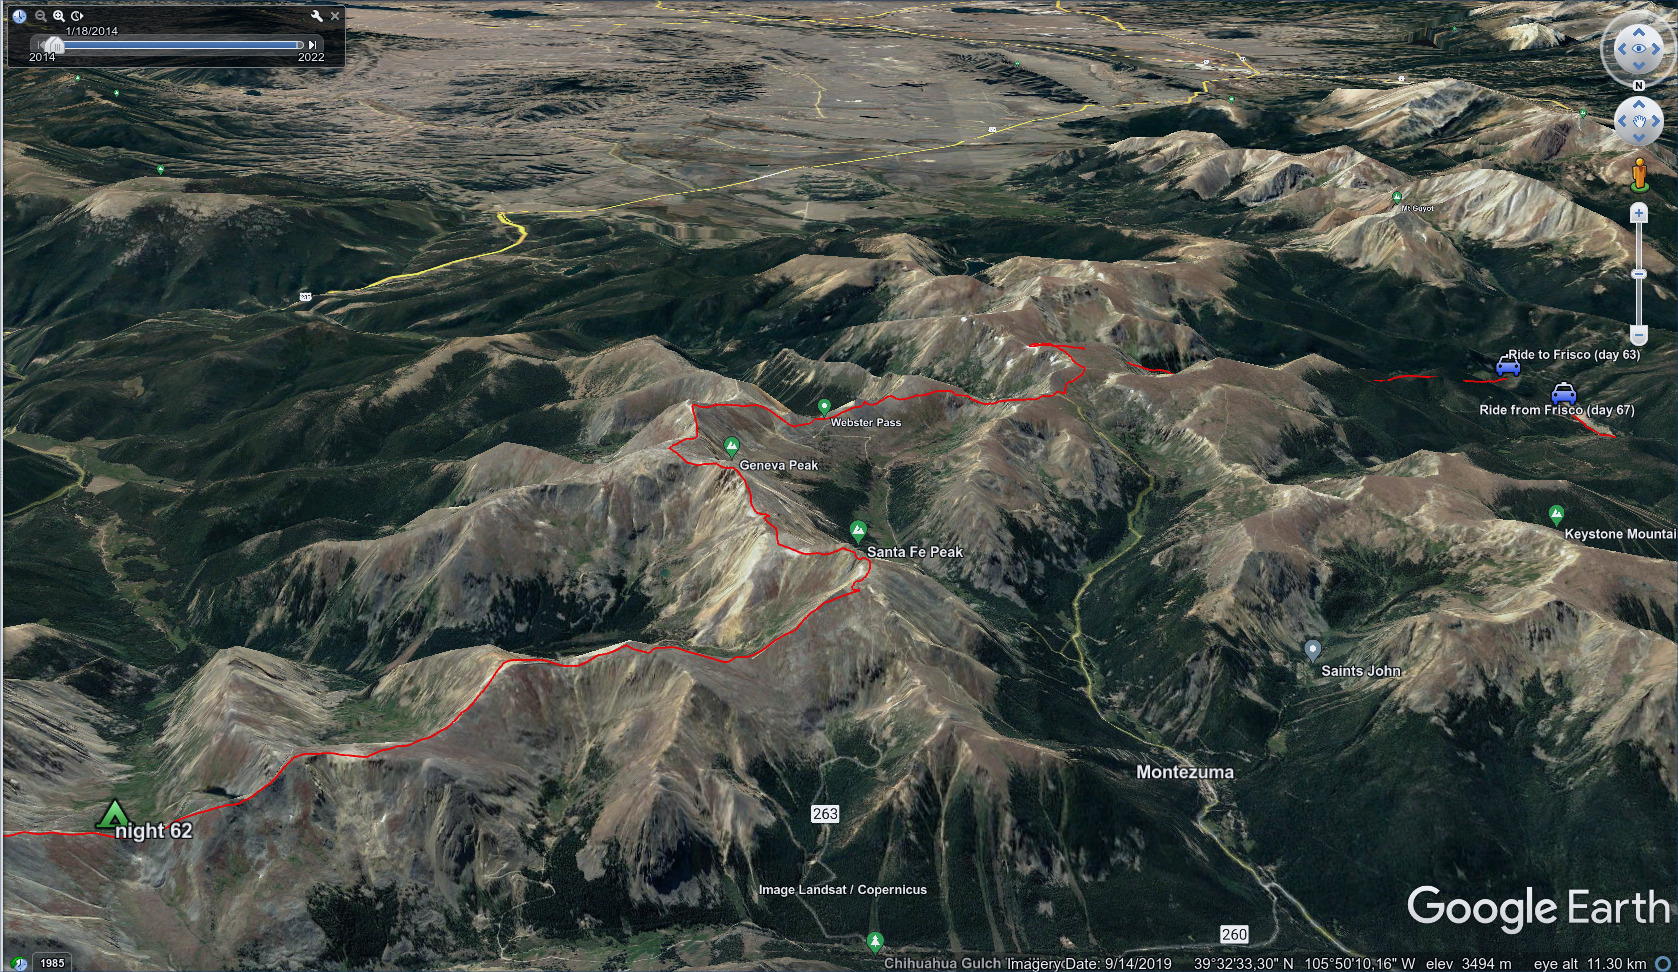 1/18/2014
2014
2022
N
285
Mt Guyot
Ride to Frisco (day 63)
Ride from Frisco (day 67)
Webster Pass
Geneva Peak
Santa Fe Peak
Keystone Mountai
Saints John
Montezuma
263
night 62
Image Landsat / Copernicus
Google Earth
260
1985
Chihuahua Gulch
Imagery Date: 9/14/2019
39°32'33,30" N 105°50'10,16" W elev 3494 m eye alt 11.30 km